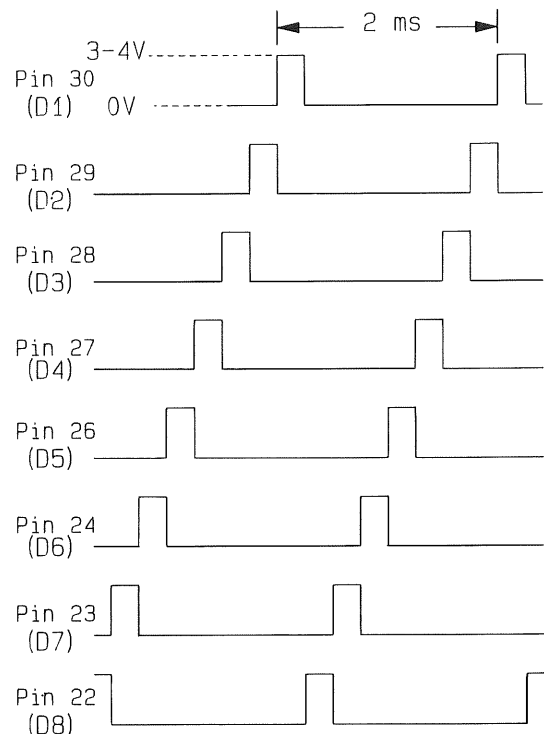 2 ms
3-4V
Pin 30
(D1)
0V
Pin 29
(D2)
Pin 28
(D3)
Pin 27
(D4)
Pin 26
(D5)
Pin 24
(D6)
Pin 23
(D7)
Pin 22
(D8)